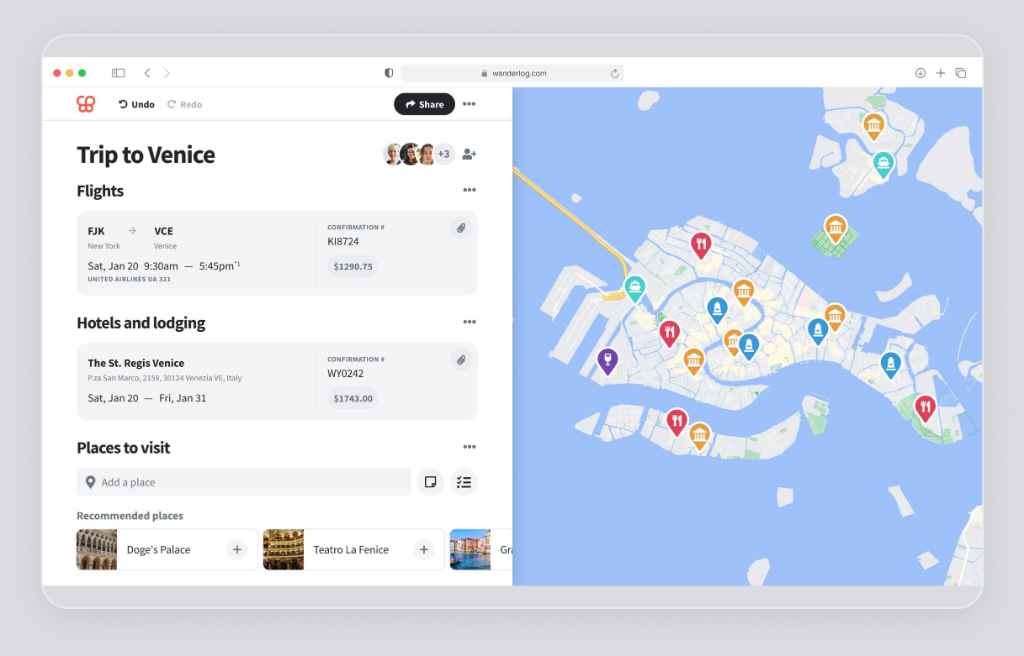 wanderlog.com
Undo Redo
Share
Trip to Venice
+3
Flights
FJK VCE
New York Venice
Sat, Jan 20 9:30am — 5:45pm+1
UNITED AIRLINES UA 321
CONFIRMATION #
KI8724
$1290.75
Hotels and lodging
The St. Regis Venice
P.za San Marco, 2159, 30124 Venezia VE, Italy
Sat, Jan 20 — Fri, Jan 31
CONFIRMATION #
WY0242
$1743.00
Places to visit
Add a place
Recommended places
Doge's Palace
Teatro La Fenice
Gra